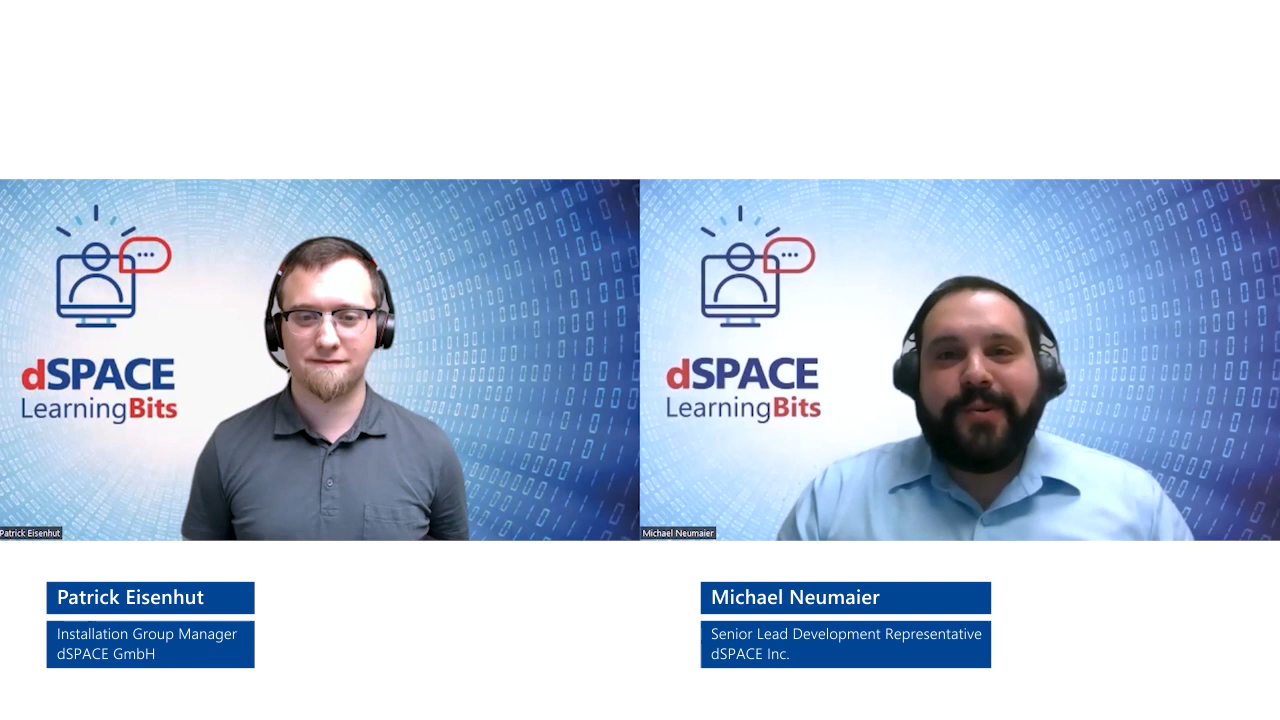 dSPACE
LearningBits
Patrick Eisenhut
dSPACE
LearningBits
Michael Neumaier
Patrick Eisenhut
Installation Group Manager
dSPACE GmbH
Michael Neumaier
Senior Lead Development Representative
dSPACE Inc.